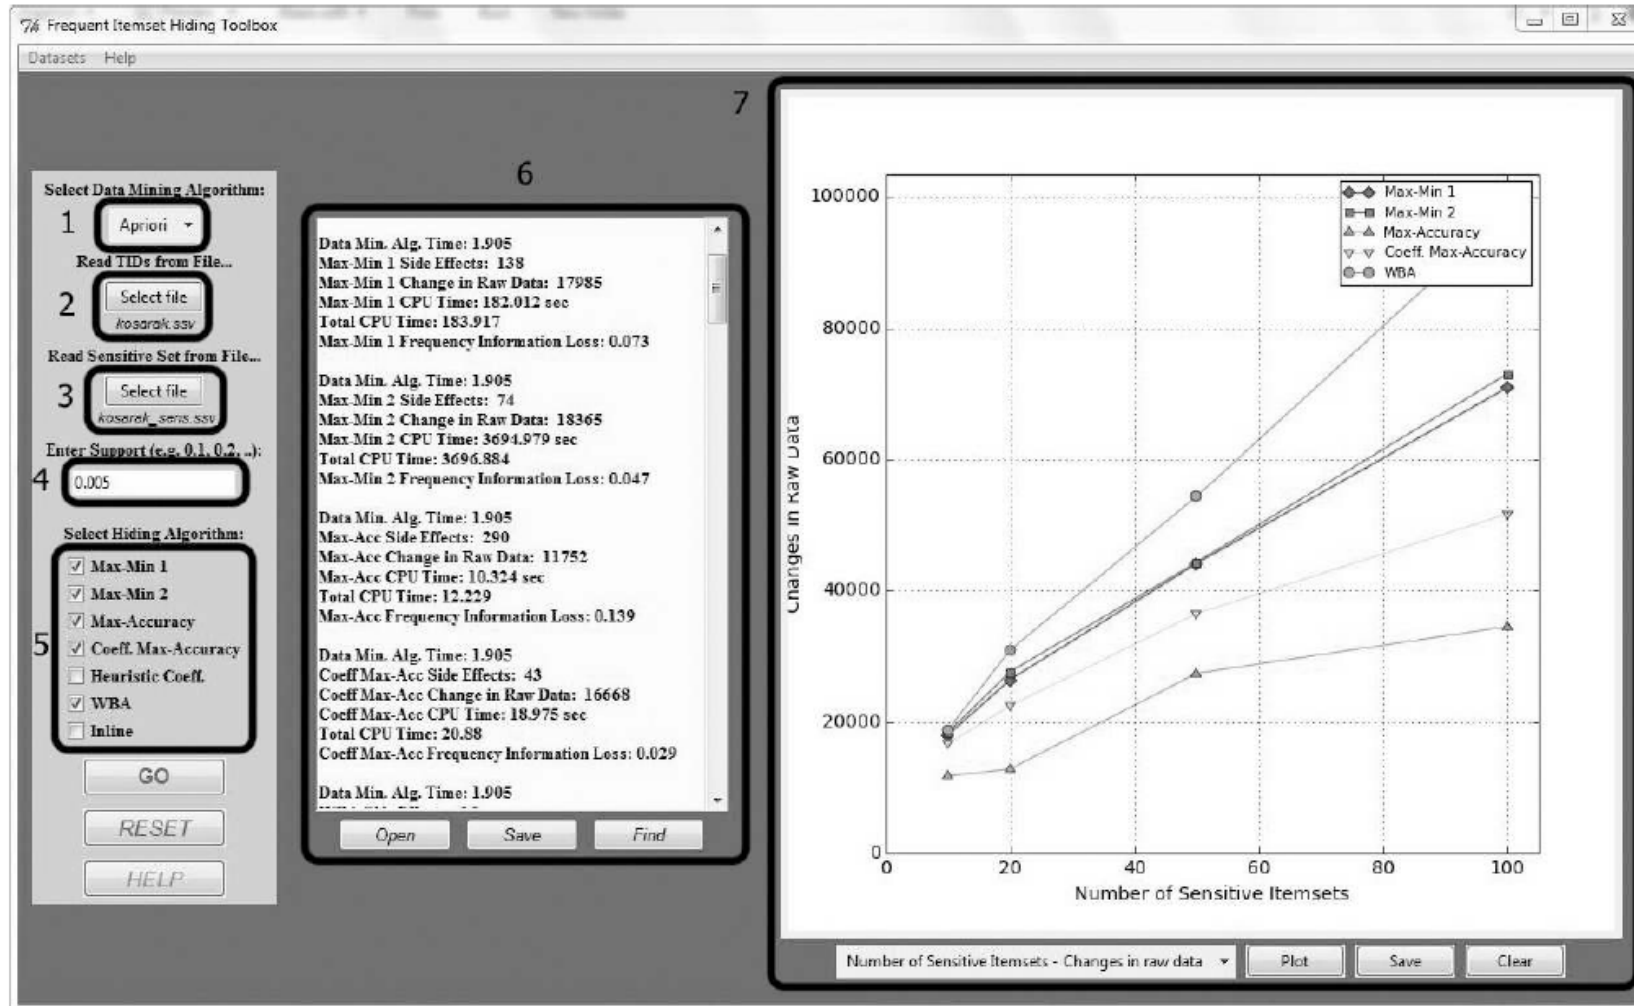 Frequent Itemset Hiding Toolbox
Datasets Help
Select Data Mining Algorithm:
1
Apriori
Read TIDs from File...
2
Select file
kosarak.ssv
Read Sensitive Set from File...
3
Select file
kosarak_sens.ssv
Enter Support (e.g. 0.1, 0.2, ..):
4
0.005
Select Hiding Algorithm:
5
Max-Min 1
Max-Min 2
Max-Accuracy
Coeff. Max-Accuracy
Heuristic Coeff.
WBA
Inline
GO
RESET
HELP
6
Data Min. Alg. Time: 1.905
Max-Min 1 Side Effects: 138
Max-Min 1 Change in Raw Data: 17985
Max-Min 1 CPU Time: 182.012 sec
Total CPU Time: 183.917
Max-Min 1 Frequency Information Loss: 0.073
Data Min. Alg. Time: 1.905
Max-Min 2 Side Effects: 74
Max-Min 2 Change in Raw Data: 18365
Max-Min 2 CPU Time: 3694.979 sec
Total CPU Time: 3696.884
Max-Min 2 Frequency Information Loss: 0.047
Data Min. Alg. Time: 1.905
Max-Acc Side Effects: 290
Max-Acc Change in Raw Data: 11752
Max-Acc CPU Time: 10.324 sec
Total CPU Time: 12.229
Max-Acc Frequency Information Loss: 0.139
Data Min. Alg. Time: 1.905
Coeff Max-Acc Side Effects: 43
Coeff Max-Acc Change in Raw Data: 16668
Coeff Max-Acc CPU Time: 18.975 sec
Total CPU Time: 20.88
Coeff Max-Acc Frequency Information Loss: 0.029
Data Min. Alg. Time: 1.905
Open Save Find
7
Max-Min 1
Max-Min 2
Max-Accuracy
Coeff. Max-Accuracy
WBA
100000
80000
60000
40000
20000
0
Changes in Raw Data
0 20 40 60 80 100
Number of Sensitive Itemsets
Number of Sensitive Itemsets - Changes in raw data Plot Save Clear